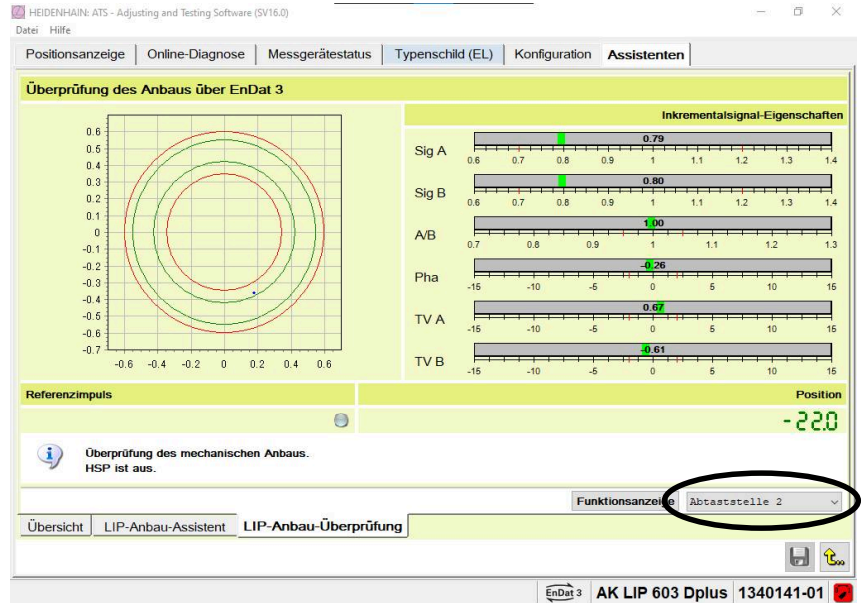 HEIDENHAIN: ATS - Adjusting and Testing Software (SV16.0)
Datei Hilfe
Positionsanzeige Online-Diagnose Messgerätestatus Typenschild (EL) Konfiguration Assistenten
Überprüfung des Anbaus über EnDat 3
Inkrementalsignal-Eigenschaften
0.6
0.5
0.4
0.3
0.2
0.1
0
-0.1
-0.2
-0.3
-0.4
-0.5
-0.6
-0.7
-0.6 -0.4 -0.2 0 0.2 0.4 0.6
Sig A 0.79
0.6 0.7 0.8 0.9 1 1.1 1.2 1.3 1.4
Sig B 0.80
0.6 0.7 0.8 0.9 1 1.1 1.2 1.3 1.4
A/B 1.00
0.7 0.8 0.9 1 1.1 1.2 1.3
Pha -0.26
-15 -10 -5 0 5 10 15
TV A 0.67
-15 -10 -5 0 5 10 15
TV B -0.61
-15 -10 -5 0 5 10 15
Referenzimpuls Position
-22.0
Überprüfung des mechanischen Anbaus.
HSP ist aus.
Funktionsanzeige Abtaststelle 2
Übersicht LIP-Anbau-Assistent LIP-Anbau-Überprüfung
EnDat 3 AK LIP 603 Dplus 1340141-01